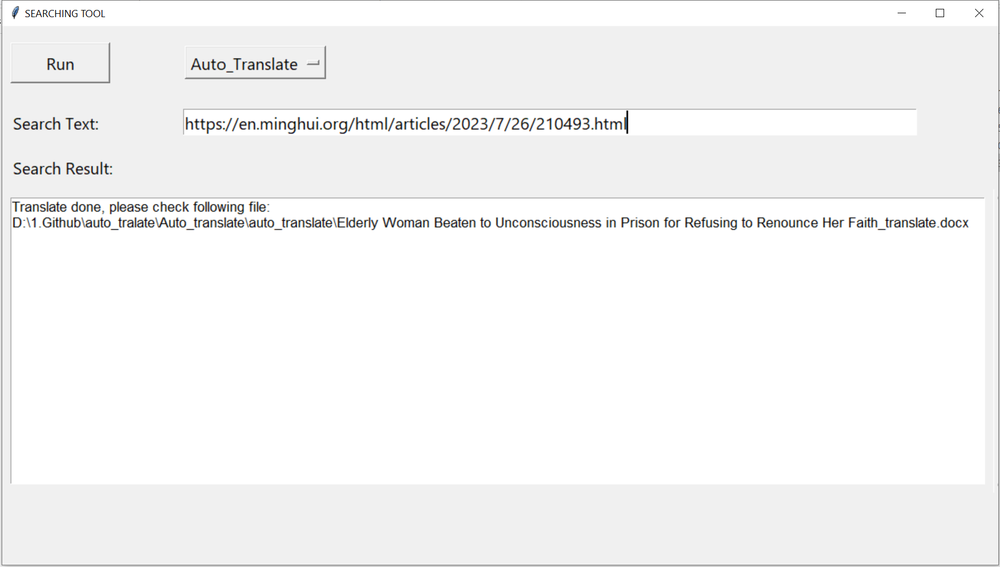 SEARCHING TOOL
Run
Auto_Translate
Search Text:
https://en.minghui.org/html/articles/2023/7/26/210493.html
Search Result:
Translate done, please check following file:
D:\1.Github\auto_tralate\Auto_translate\auto_translate\Elderly Woman Beaten to Unconsciousness in Prison for Refusing to Renounce Her Faith_translate.docx